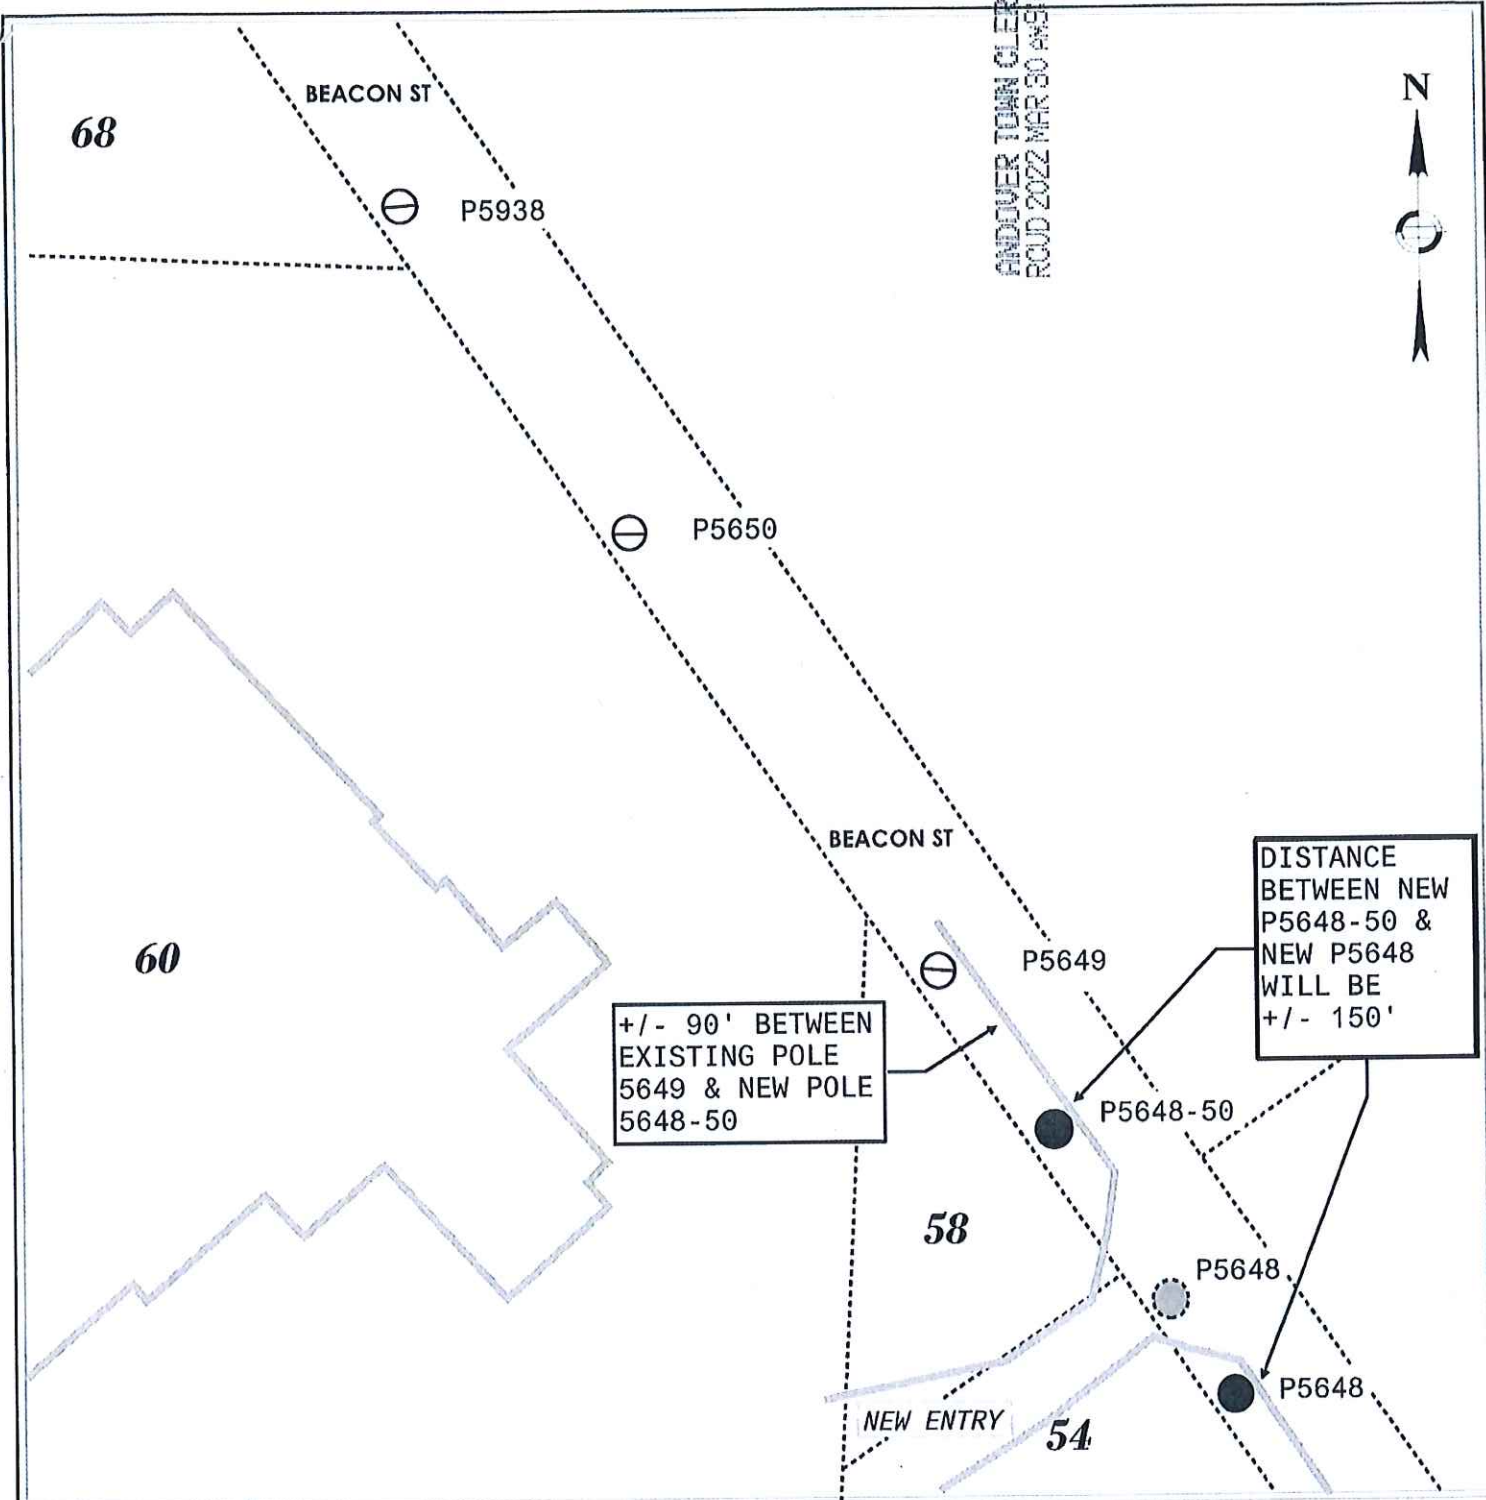 ANDOVER TOWN CLERK
RCVD 2022 MAR 30
N
BEACON ST
68
P5938
P5650
BEACON ST
DISTANCE
BETWEEN NEW
P5648-50 &
NEW P5648
WILL BE
+/- 150'
60
P5649
+/- 90' BETWEEN
EXISTING POLE
5649 & NEW POLE
5648-50
P5648-50
58
P5648
P5648
NEW ENTRY
54